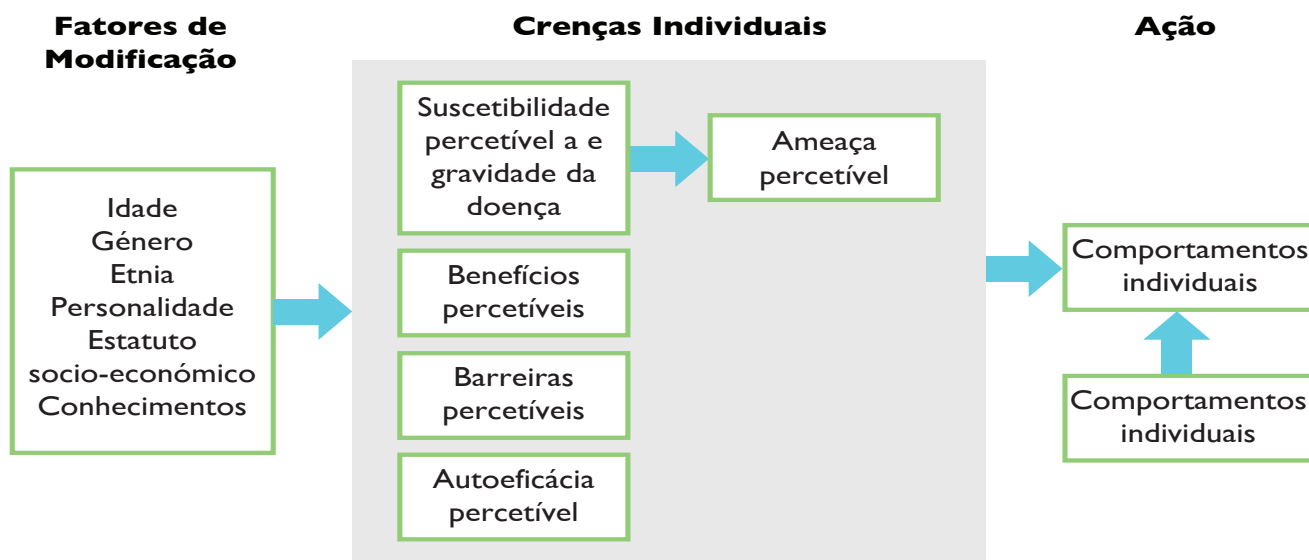 Fatores de
Modificação
Idade
Género
Etnia
Personalidade
Estatuto
socio-económico
Conhecimentos
Crenças Individuais
Suscetibilidade
percetível a e
gravidade da
doença
Ameaça
percetível
Benefícios
percetíveis
Barreiras
percetíveis
Autoeficácia
percetível
Ação
Comportamentos
individuais
Comportamentos
individuais